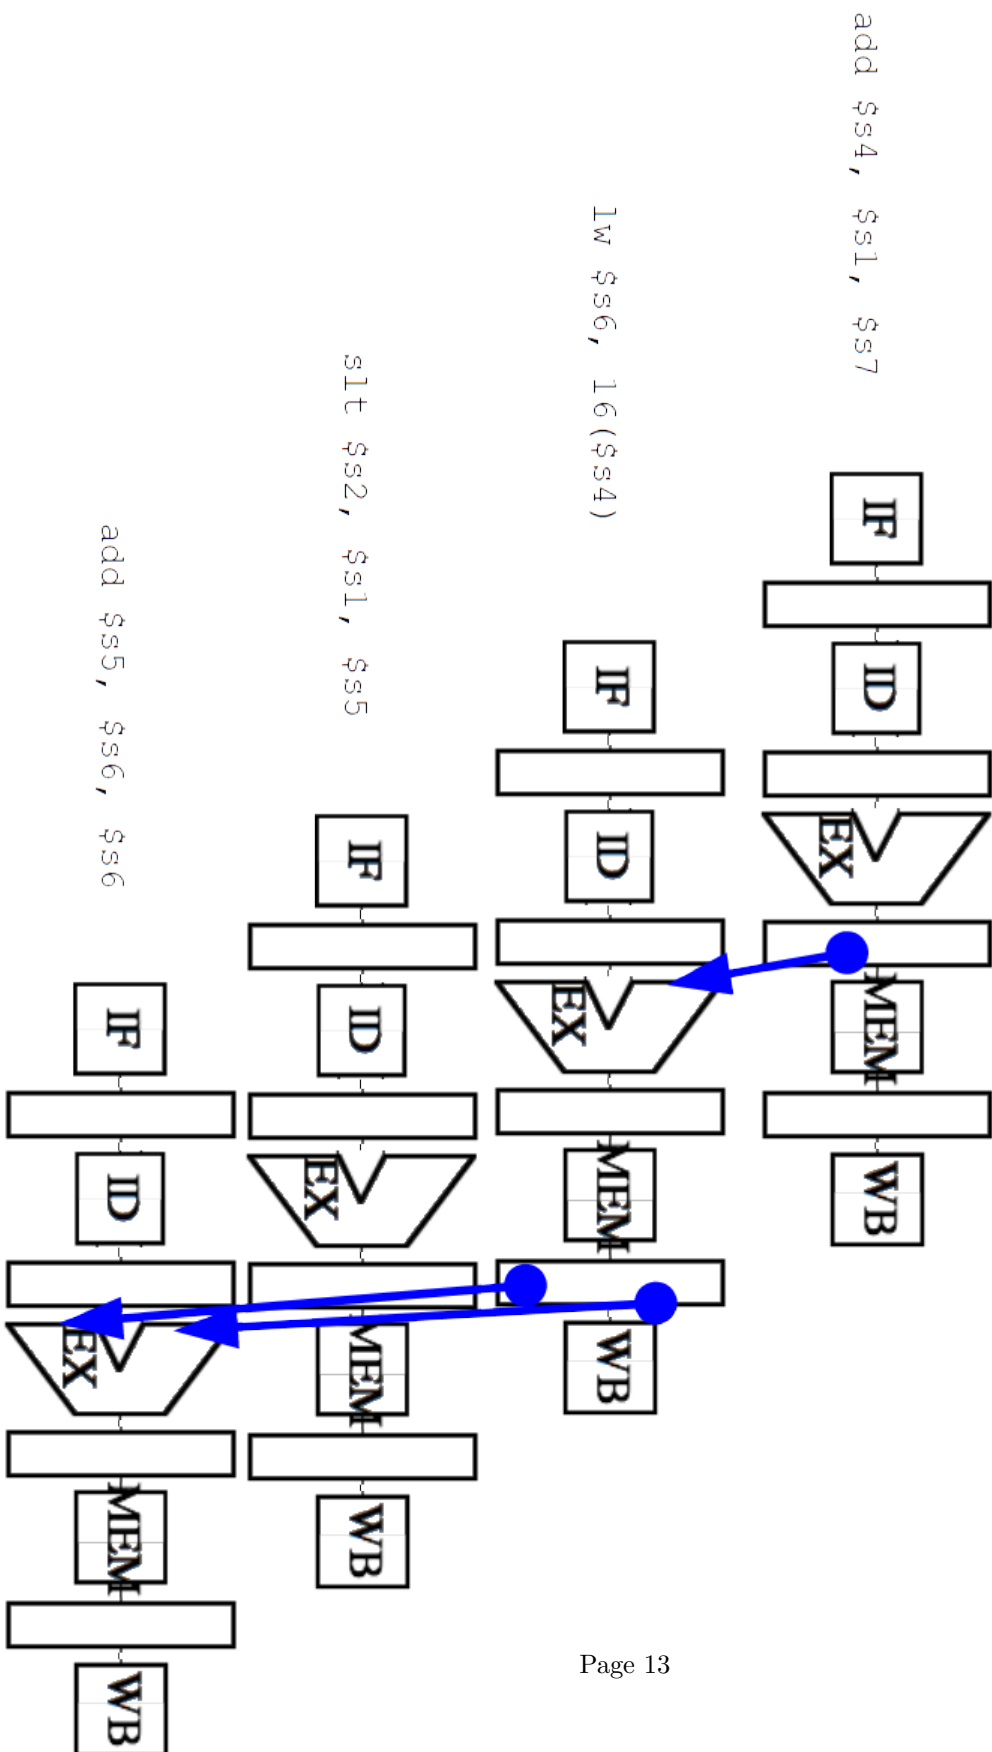 add $s4, $s1, $s7
IF
ID
EX
MEM
WB
lw $s6, 16($s4)
IF
ID
EX
MEM
WB
slt $s2, $s1, $s5
IF
ID
EX
MEM
WB
add $s5, $s6, $s6
IF
ID
EX
MEM
WB
Page 13